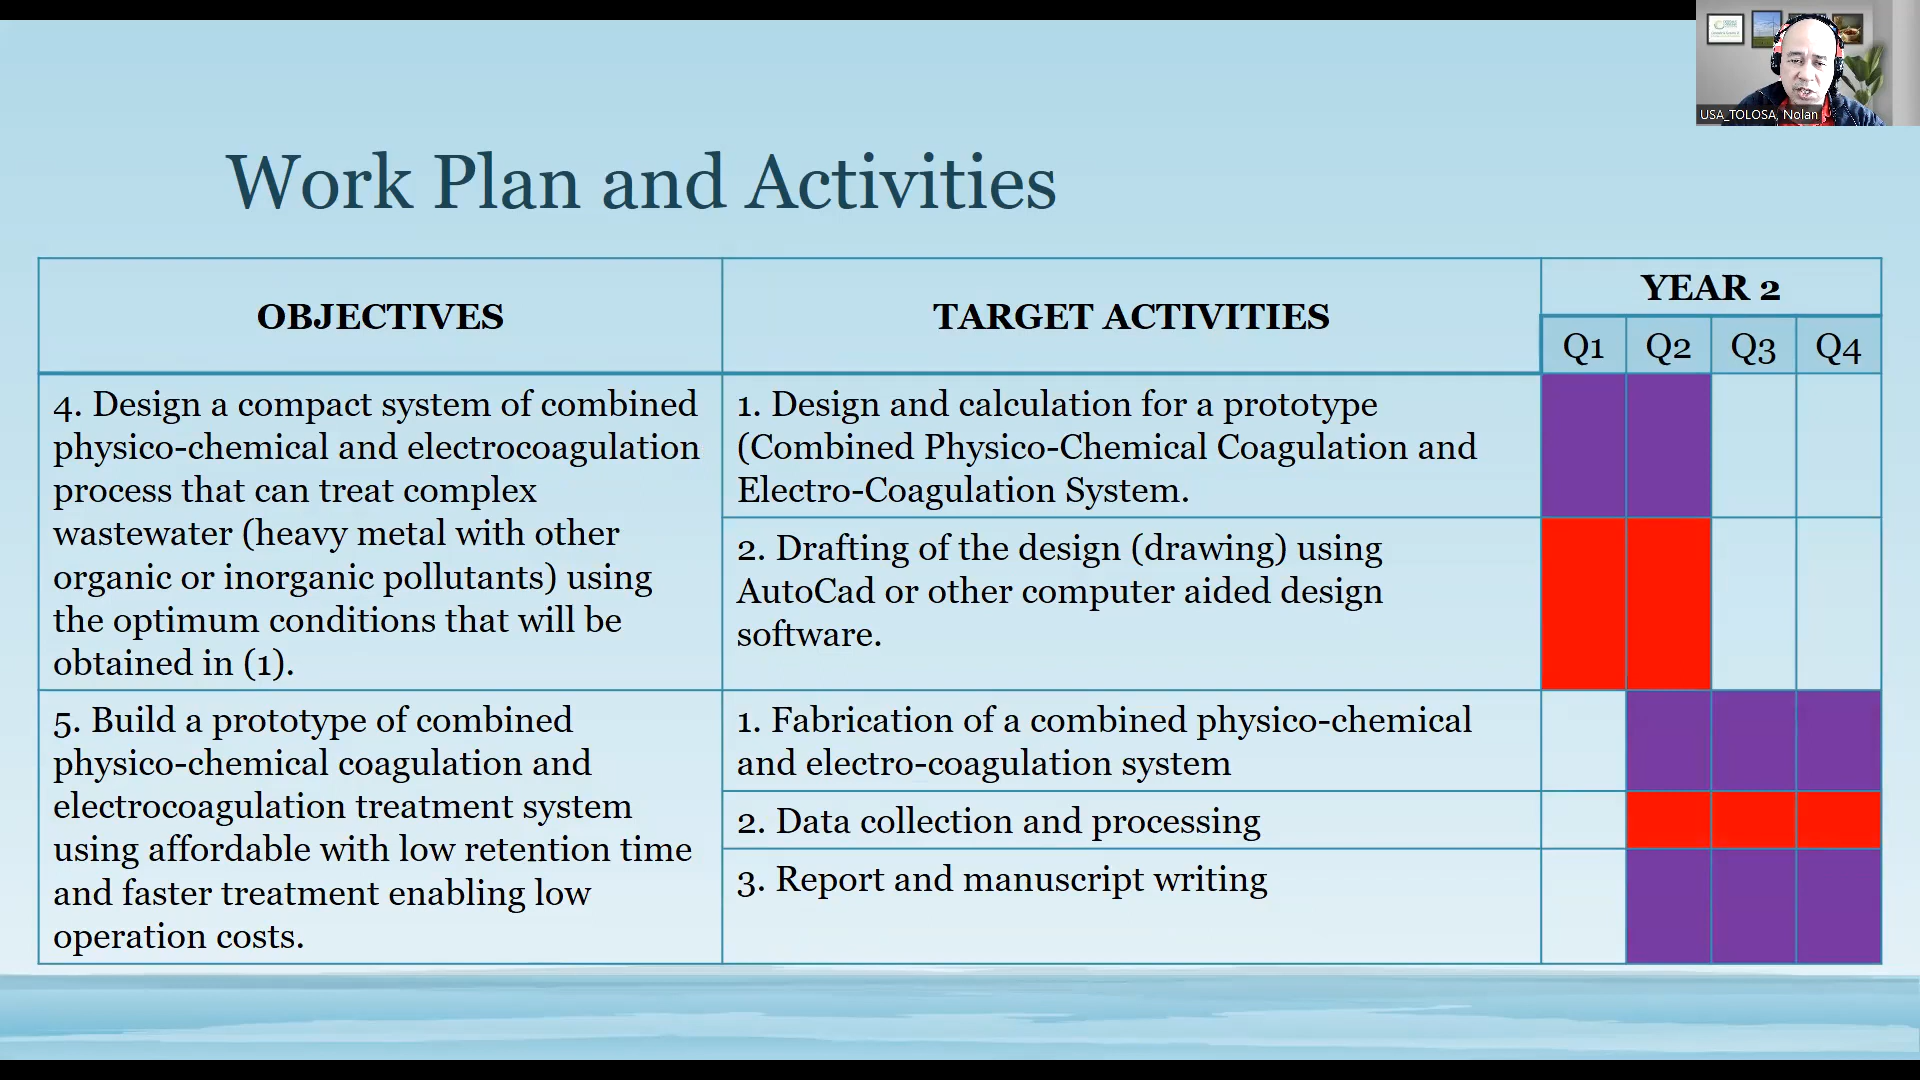 USA_TOLOSA, Nolan
Work Plan and Activities
OBJECTIVES
TARGET ACTIVITIES
YEAR 2
Q1 Q2 Q3 Q4
4. Design a compact system of combined
physico-chemical and electrocoagulation
process that can treat complex
wastewater (heavy metal with other
organic or inorganic pollutants) using
the optimum conditions that will be
obtained in (1).
1. Design and calculation for a prototype
(Combined Physico-Chemical Coagulation and
Electro-Coagulation System.
2. Drafting of the design (drawing) using
AutoCad or other computer aided design
software.
5. Build a prototype of combined
physico-chemical coagulation and
electrocoagulation treatment system
using affordable with low retention time
and faster treatment enabling low
operation costs.
1. Fabrication of a combined physico-chemical
and electro-coagulation system
2. Data collection and processing
3. Report and manuscript writing